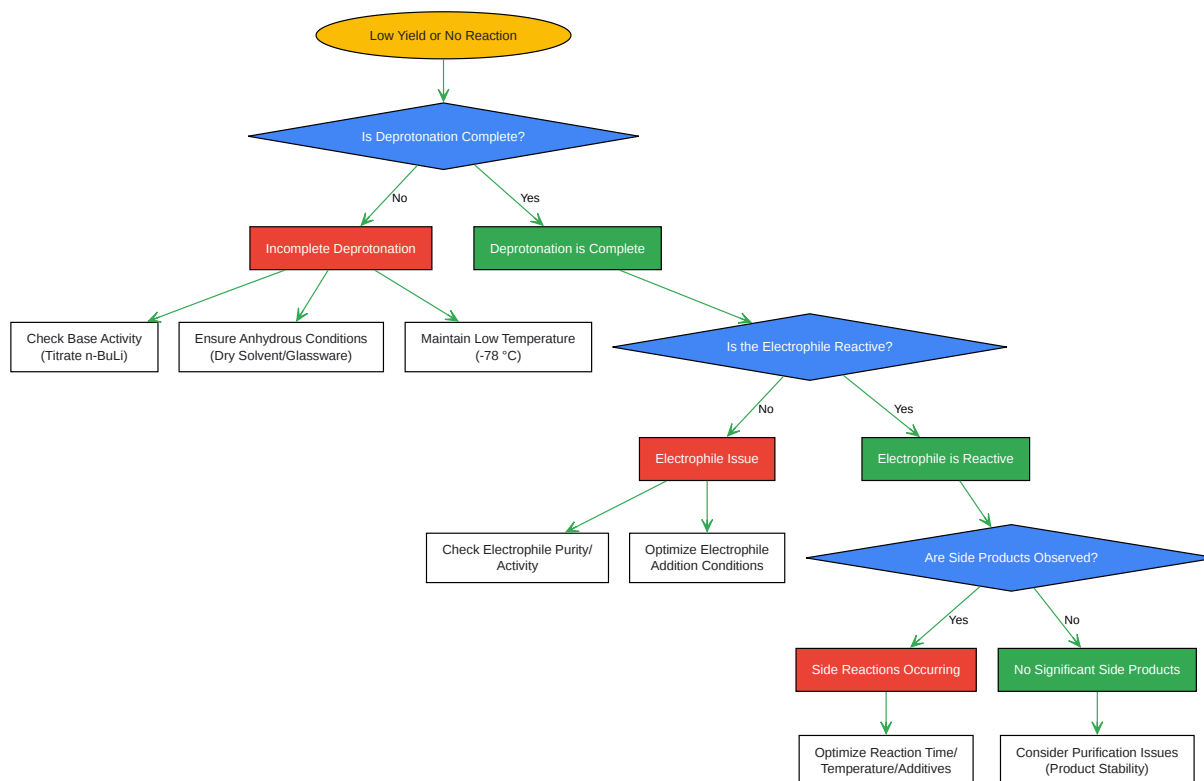 Low Yield or No Reaction
Is Deprotonation Complete?
No
Yes
Incomplete Deprotonation
Deprotonation is Complete
Check Base Activity
(Titrate n-BuLi)
Ensure Anhydrous Conditions
(Dry Solvent/Glassware)
Maintain Low Temperature
(-78 °C)
Is the Electrophile Reactive?
No
Yes
Electrophile Issue
Electrophile is Reactive
Check Electrophile Purity/
Activity
Optimize Electrophile
Addition Conditions
Are Side Products Observed?
Yes
No
Side Reactions Occurring
No Significant Side Products
Optimize Reaction Time/
Temperature/Additives
Consider Purification Issues
(Product Stability)